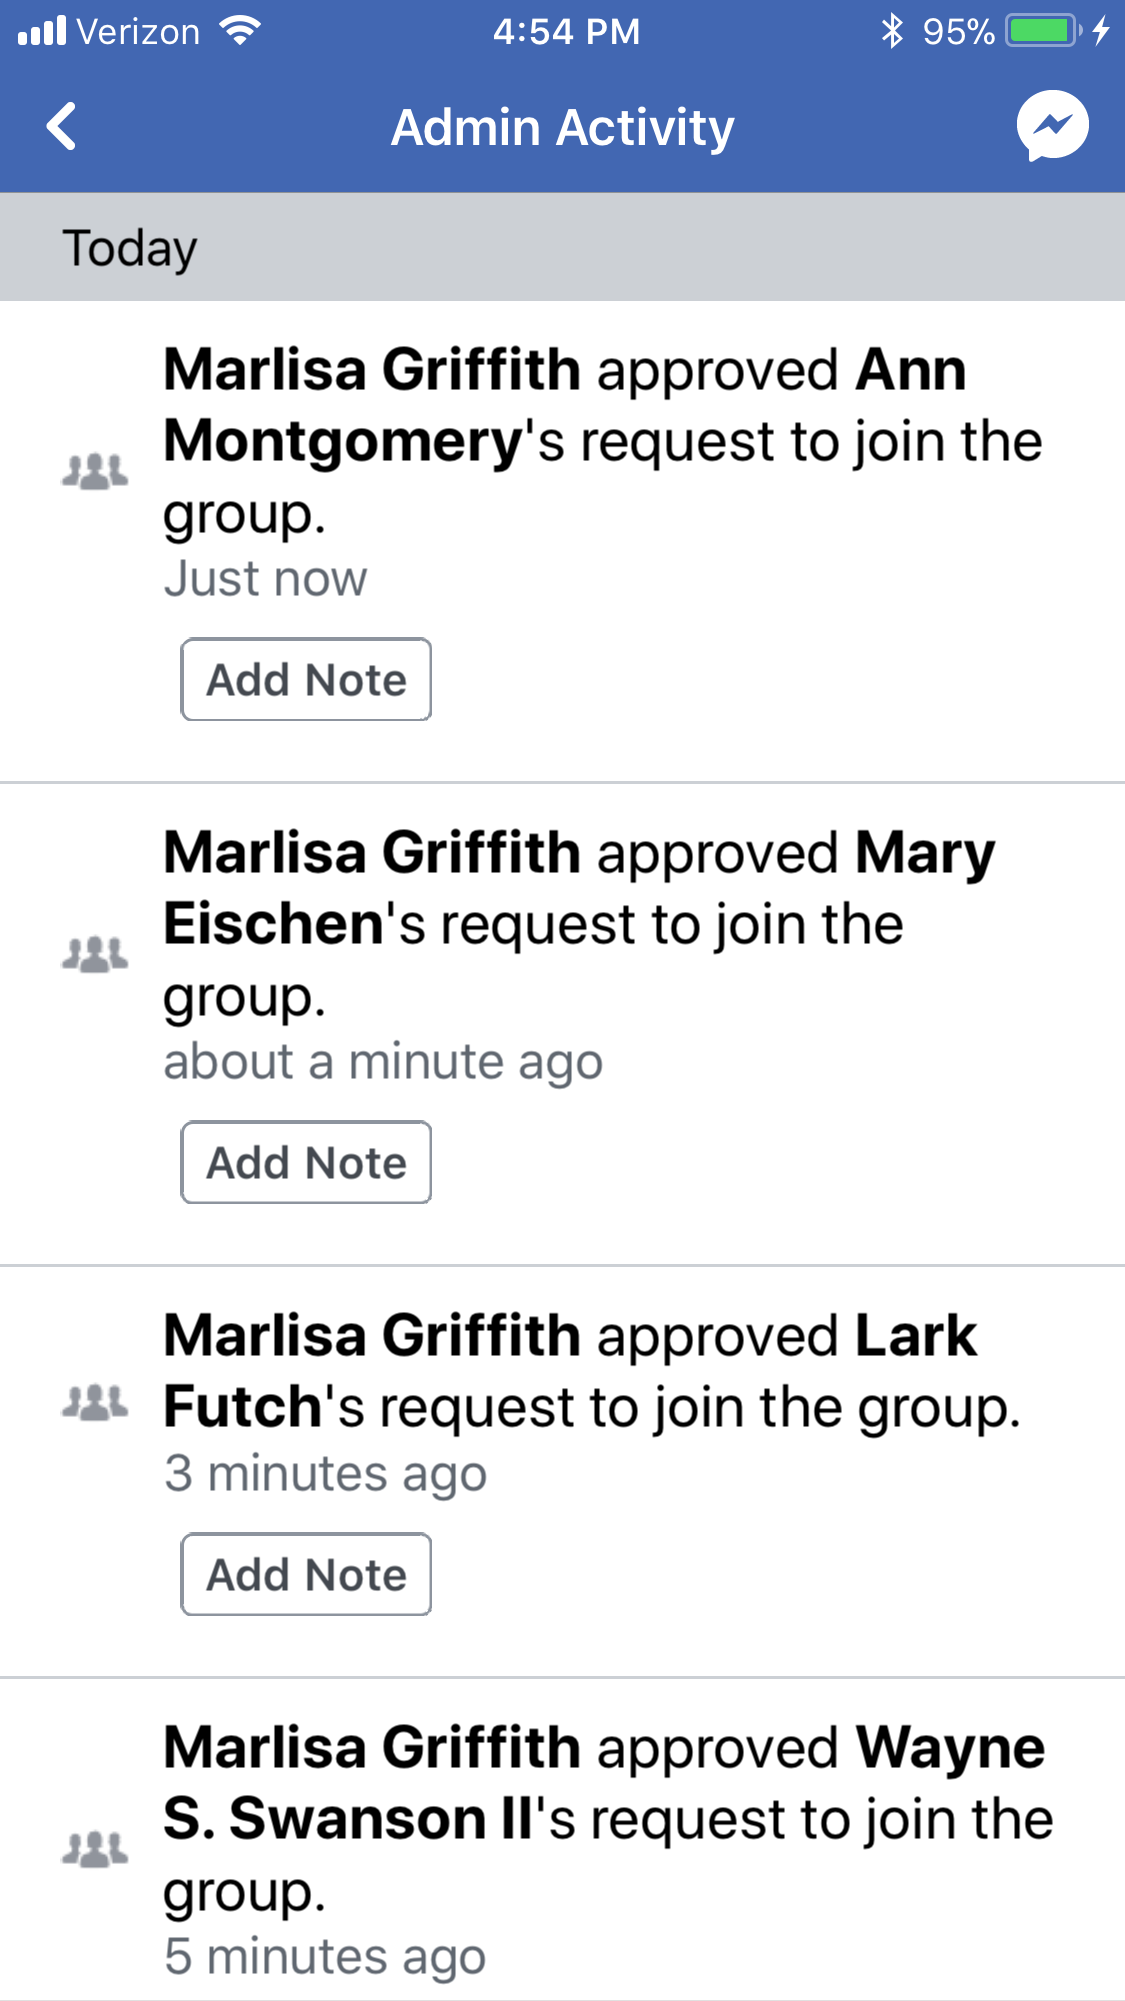 Verizon 4:54 PM 95%
Admin Activity
Today
Marlisa Griffith approved Ann
Montgomery's request to join the
group.
Just now
Add Note
Marlisa Griffith approved Mary
Eischen's request to join the
group.
about a minute ago
Add Note
Marlisa Griffith approved Lark
Futch's request to join the group.
3 minutes ago
Add Note
Marlisa Griffith approved Wayne
S. Swanson II's request to join the
group.
5 minutes ago